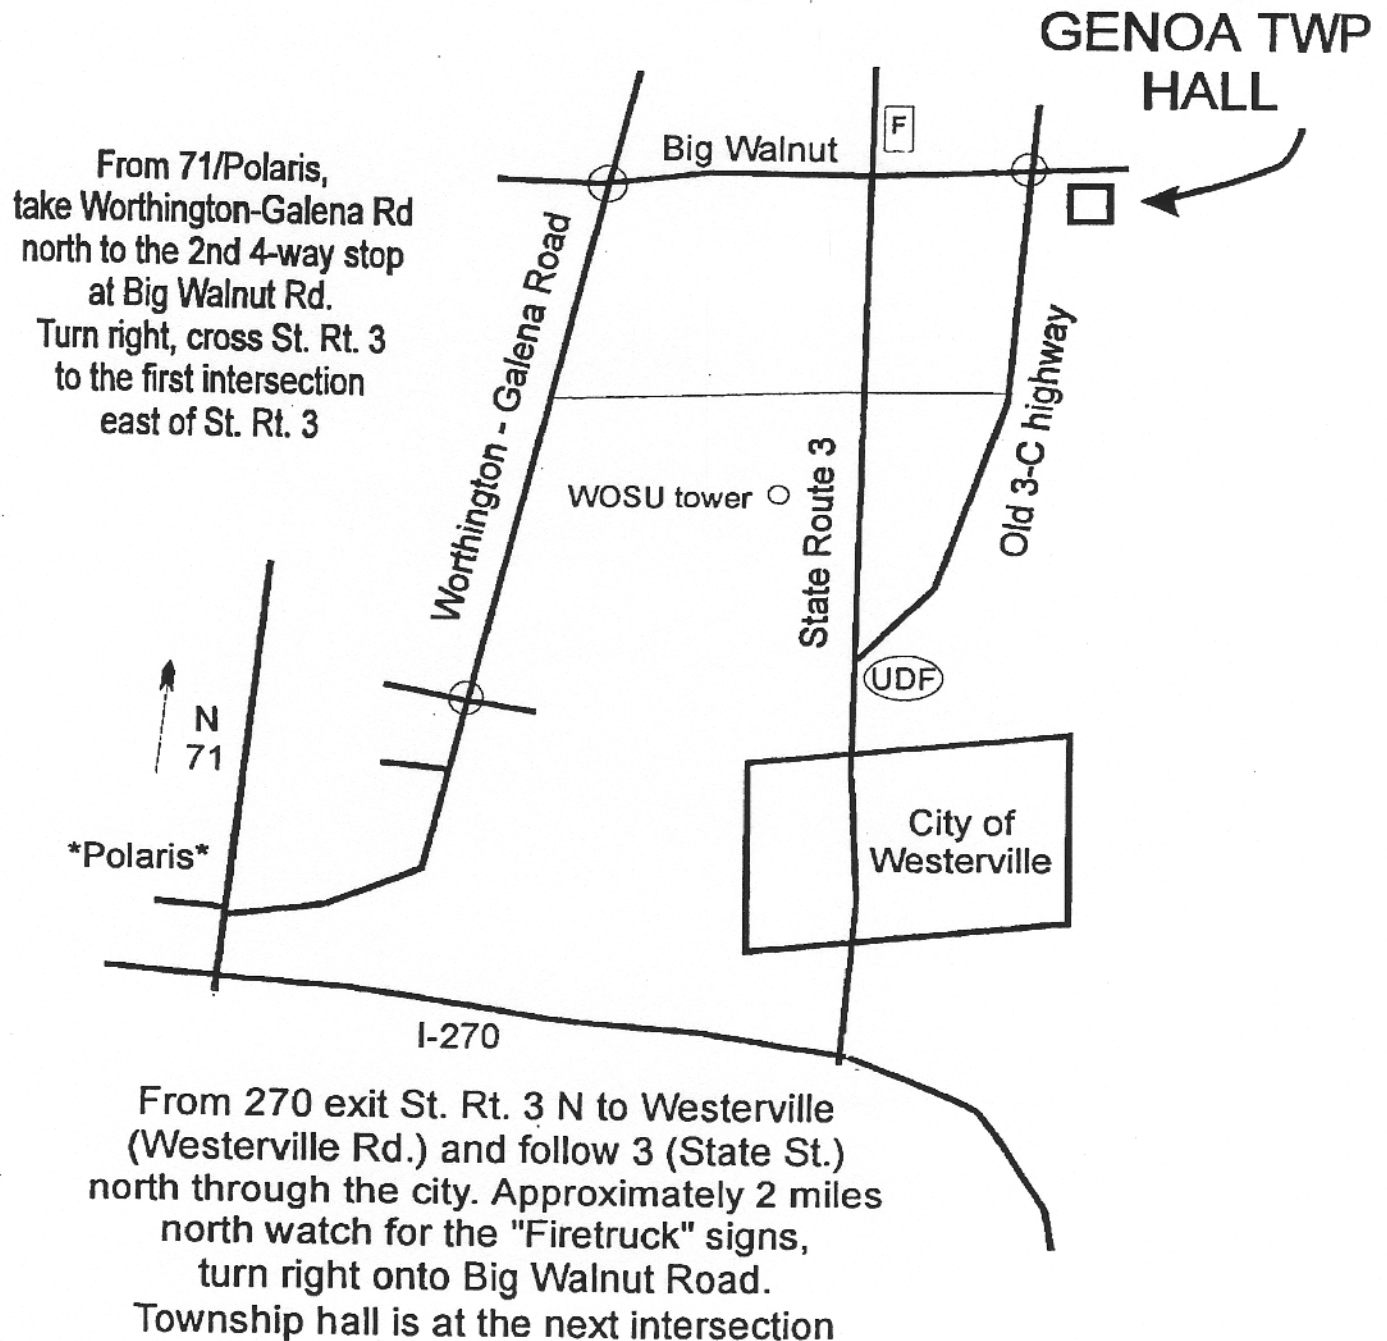 GENOA TWP
HALL
F
Big Walnut
From 71/Polaris,
take Worthington-Galena Rd
north to the 2nd 4-way stop
at Big Walnut Rd.
Turn right, cross St. Rt. 3
to the first intersection
east of St. Rt. 3
Worthington - Galena Road
Old 3-C highway
WOSU tower
State Route 3
UDF
N
71
*Polaris*
City of
Westerville
I-270
From 270 exit St. Rt. 3 N to Westerville
(Westerville Rd.) and follow 3 (State St.)
north through the city. Approximately 2 miles
north watch for the "Firetruck" signs,
turn right onto Big Walnut Road.
Township hall is at the next intersection